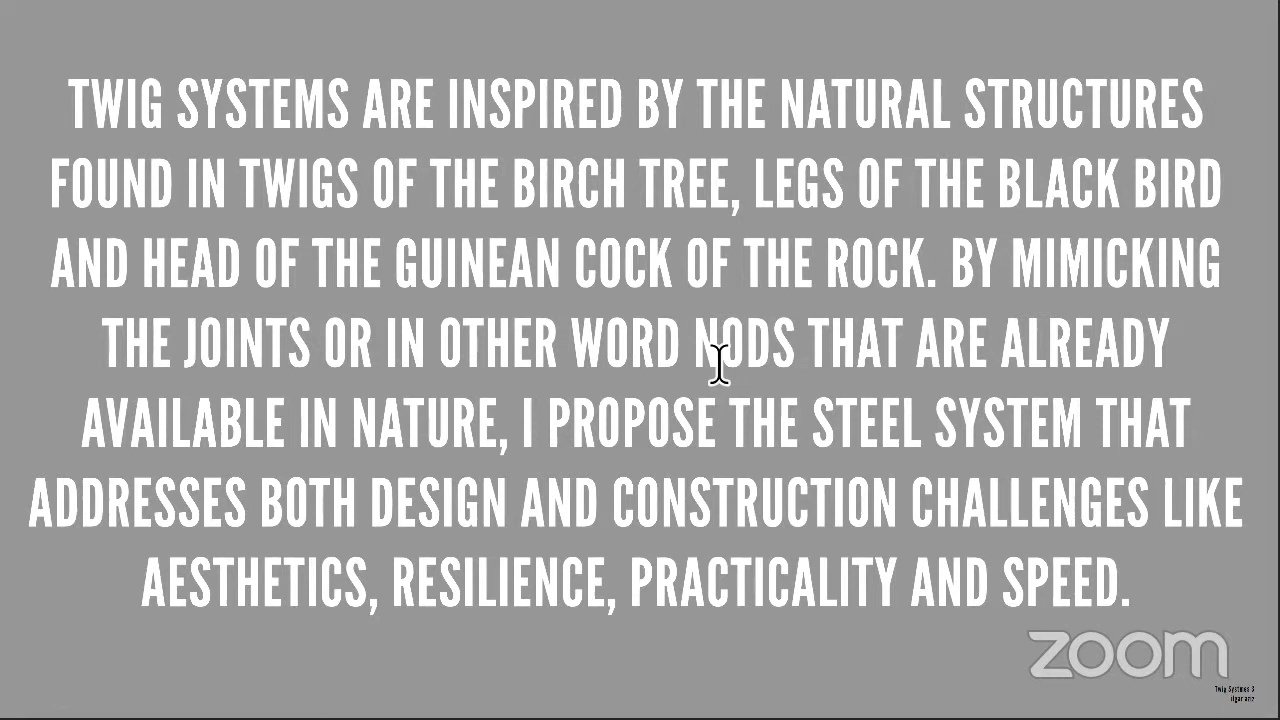 TWIG SYSTEMS ARE INSPIRED BY THE NATURAL STRUCTURES
FOUND IN TWIGS OF THE BIRCH TREE, LEGS OF THE BLACK BIRD
AND HEAD OF THE GUINEAN COCK OF THE ROCK. BY MIMICKING
THE JOINTS OR IN OTHER WORD NODS THAT ARE ALREADY
AVAILABLE IN NATURE, I PROPOSE THE STEEL SYSTEM THAT
ADDRESSES BOTH DESIGN AND CONSTRUCTION CHALLENGES LIKE
AESTHETICS, RESILIENCE, PRACTICALITY AND SPEED.
zoom
Twig Systmes 3